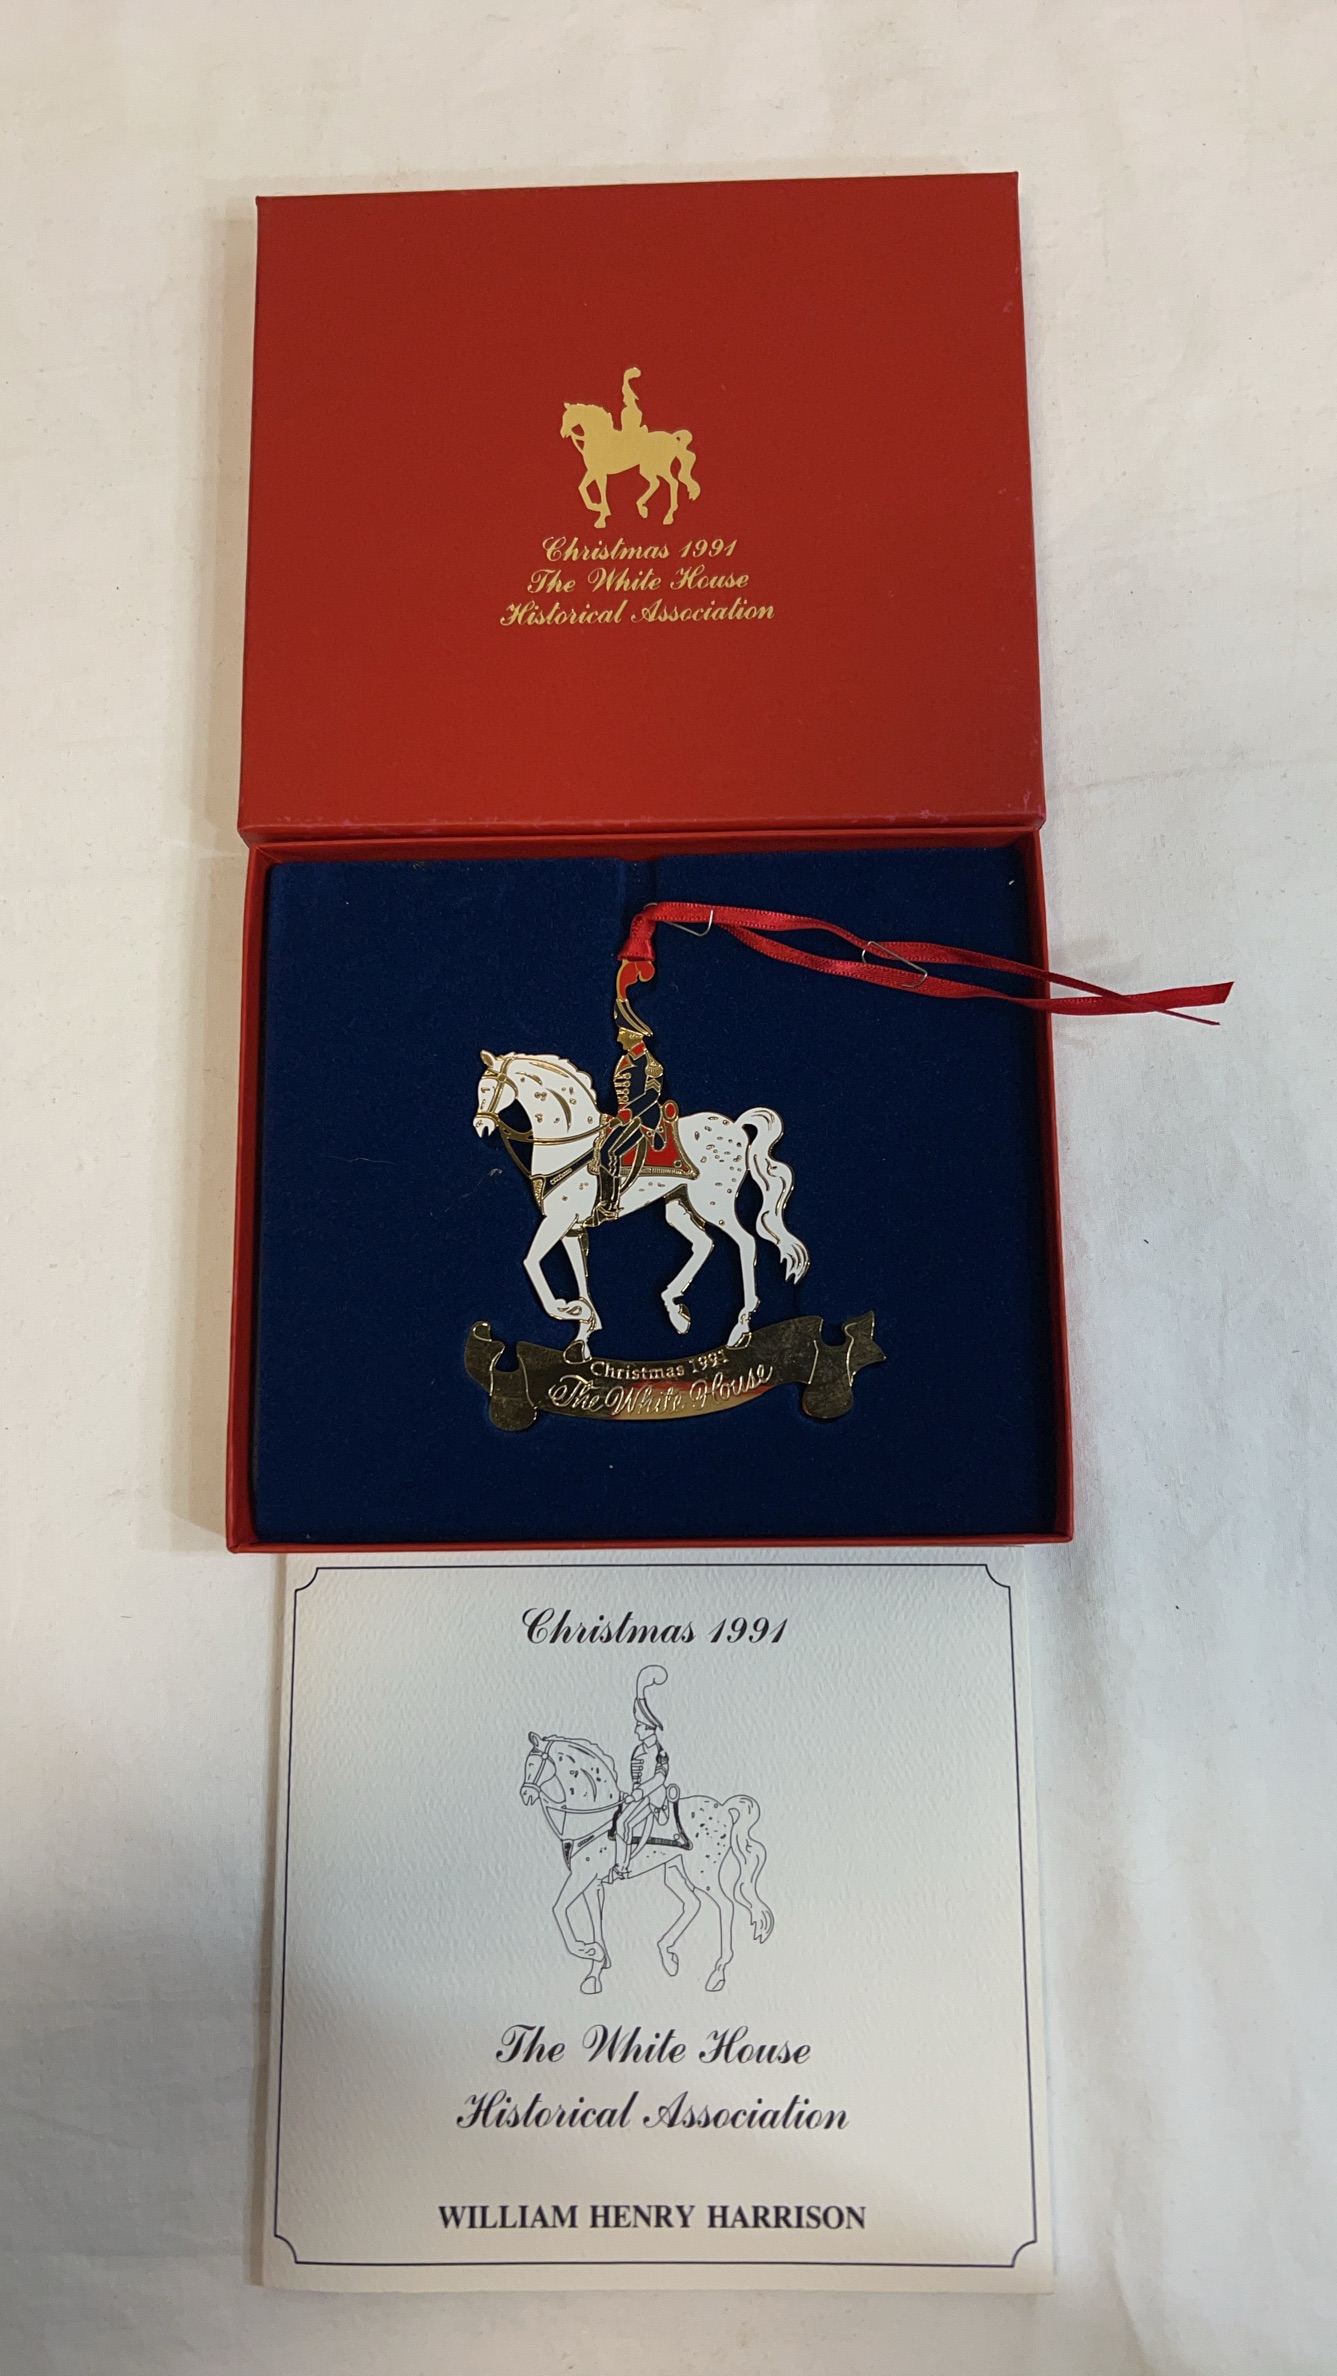 Christmas 1991
The White House
Historical Association
Christmas 1991
The White House
Christmas 1991
The White House
Historical Association
WILLIAM HENRY HARRISON